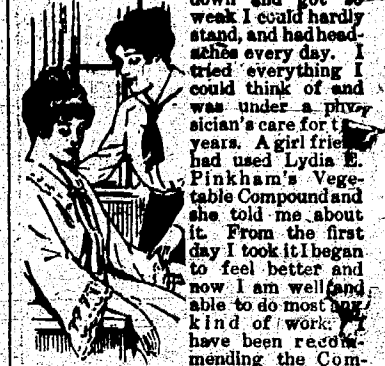 down and got so
weak I could hardly
stand, and had head-
aches every day. I
tried everything I
could think of and
was under a phy-
sician's care for
years. A girl friend
had used Lydia E.
Pinkham's Vege-
table Compound and
she told me about
it. From the first
day I took it I began
to feel better and
now I am well and
able to do most any
kind of work. I
have been recom-
mending the Com-